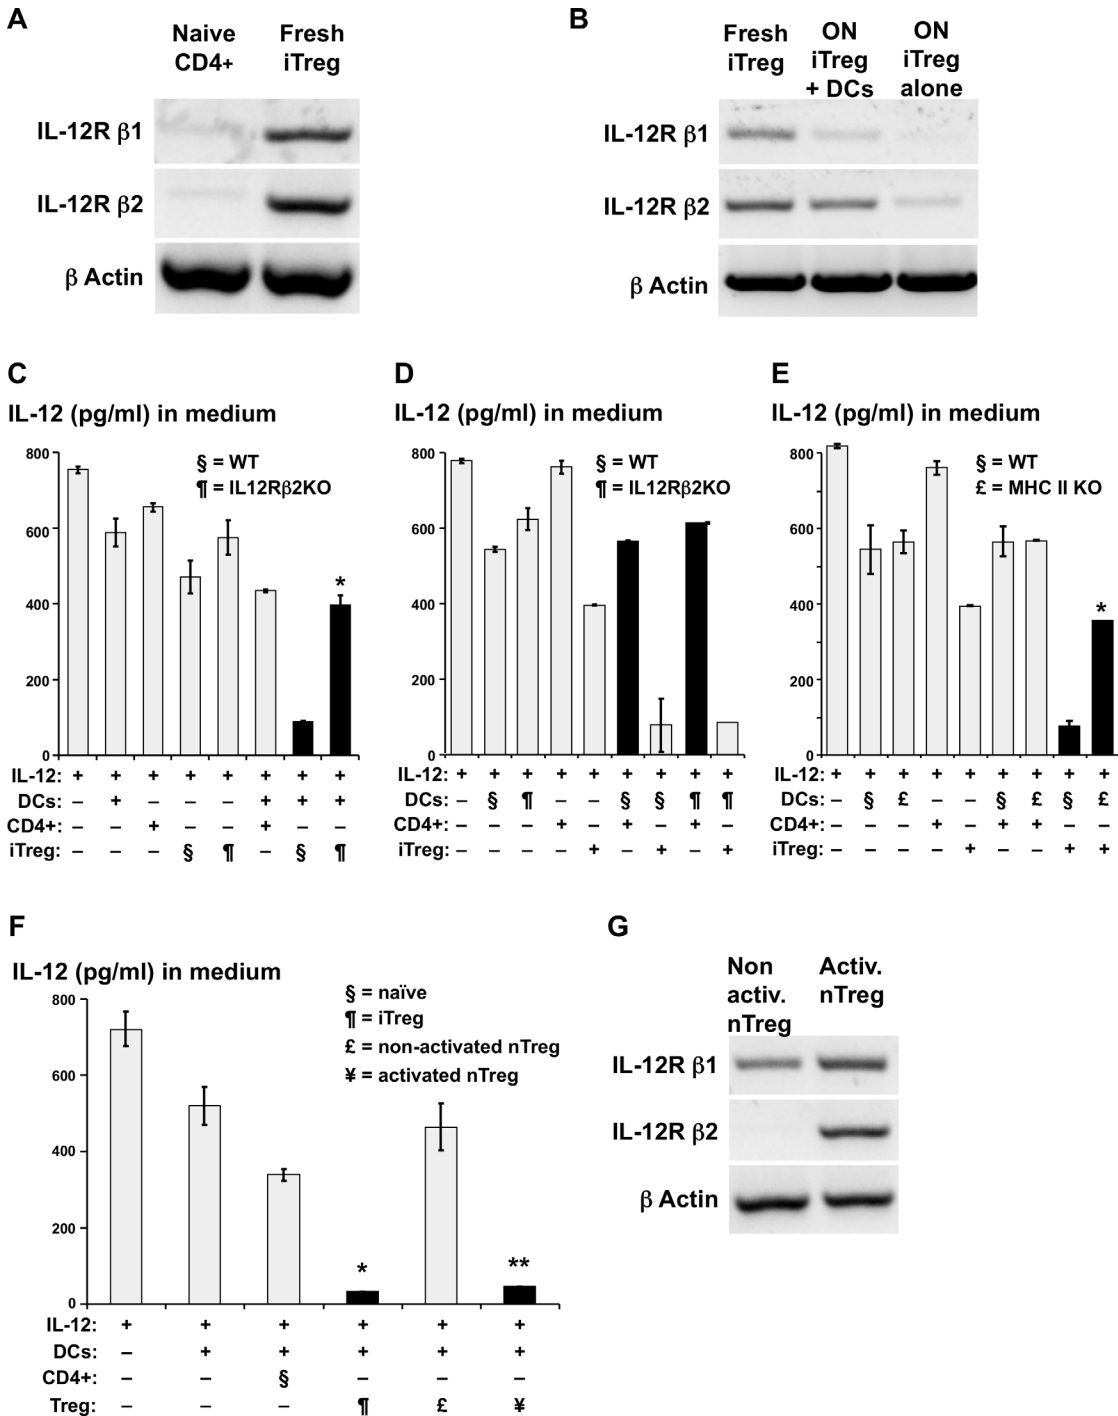 A
Naive CD4+
Fresh iTreg
IL-12R β1
IL-12R β2
β Actin
B
Fresh iTreg
ON iTreg + DCs
ON iTreg alone
IL-12R β1
IL-12R β2
β Actin
C
IL-12 (pg/ml) in medium
§ = WT
¶ = IL12Rβ2KO
800
600
400
200
0
*
IL-12: + + + + + + + +
DCs: – + – – – + + +
CD4+: – – + – – + – –
iTreg: – – – § ¶ – § ¶
D
IL-12 (pg/ml) in medium
§ = WT
¶ = IL12Rβ2KO
800
600
400
200
0
IL-12: + + + + + + + + +
DCs: – § ¶ – – § § ¶ ¶
CD4+: – – – + – + – + –
iTreg: – – – – + – + – +
E
IL-12 (pg/ml) in medium
§ = WT
£ = MHC II KO
800
600
400
200
0
*
IL-12: + + + + + + + + +
DCs: – § £ – – § £ § £
CD4+: – – – + – + + – –
iTreg: – – – – + – – + +
F
IL-12 (pg/ml) in medium
§ = naïve
¶ = iTreg
£ = non-activated nTreg
¥ = activated nTreg
800
600
400
200
0
*
**
IL-12: + + + + + +
DCs: – + + + + +
CD4+: – – § – – –
Treg: – – – ¶ £ ¥
G
Non activ. nTreg
Activ. nTreg
IL-12R β1
IL-12R β2
β Actin